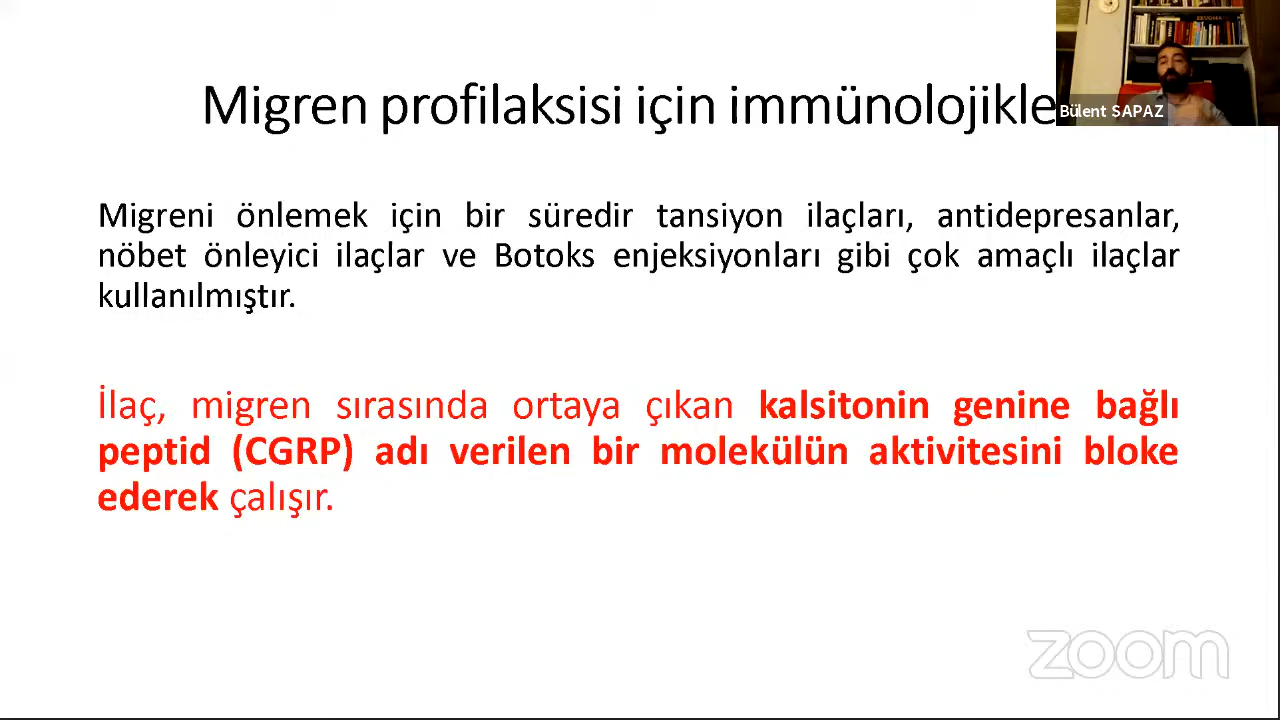 Migren profilaksisi için immünolojikle
Bülent SAPAZ
Migreni önlemek için bir süredir tansiyon ilaçları, antidepresanlar,
nöbet önleyici ilaçlar ve Botoks enjeksiyonları gibi çok amaçlı ilaçlar
kullanılmıştır.
İlaç, migren sırasında ortaya çıkan kalsitonin genine bağlı
peptid (CGRP) adı verilen bir molekülün aktivitesini bloke
ederek çalışır.
zoom